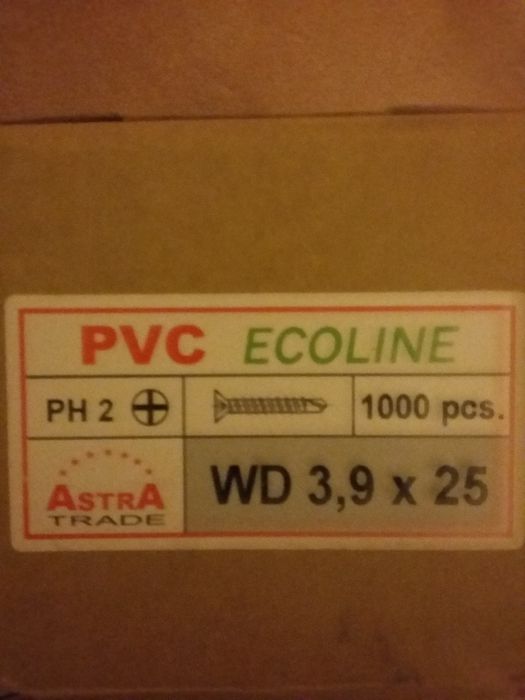 PVC ECOLINE
PH 2
1000 pcs.
ASTRA
TRADE
WD 3,9 x 25